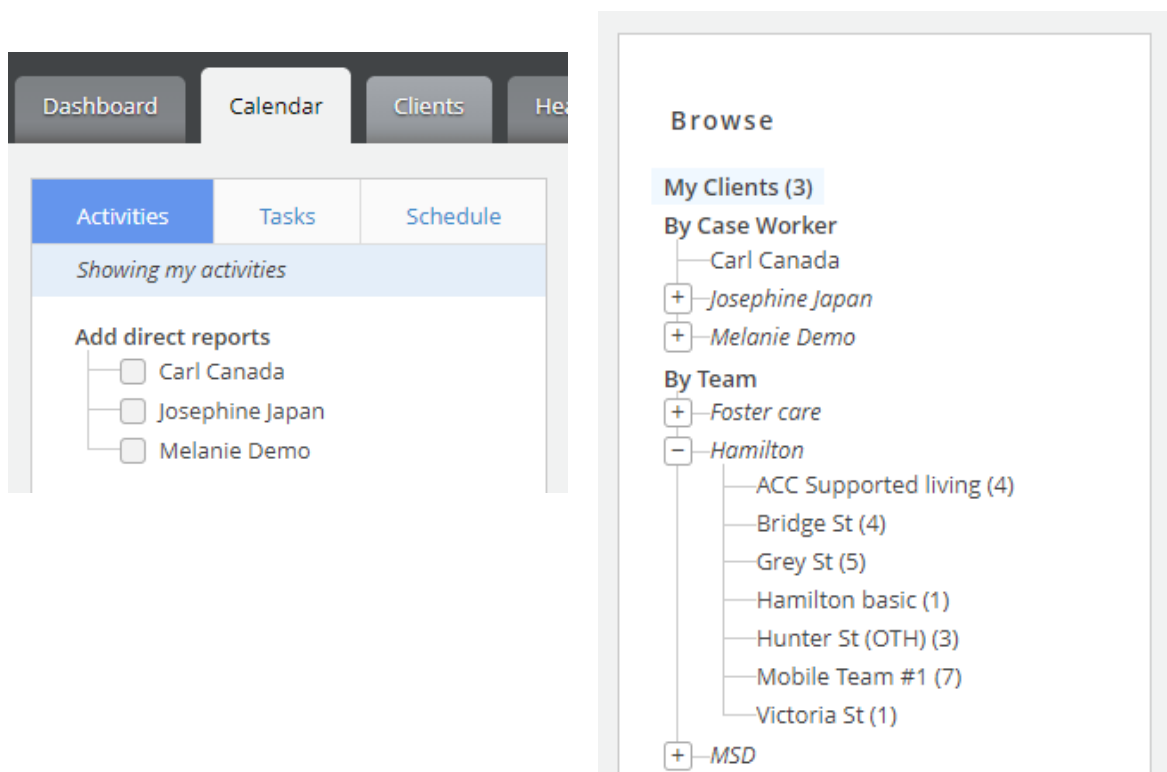 Dashboard Calendar Clients
Activities Tasks Schedule
Showing my activities
Add direct reports
Carl Canada
Josephine Japan
Melanie Demo
Browse
My Clients (3)
By Case Worker
Carl Canada
+ Josephine Japan
+ Melanie Demo
By Team
+ Foster care
− Hamilton
ACC Supported living (4)
Bridge St (4)
Grey St (5)
Hamilton basic (1)
Hunter St (OTH) (3)
Mobile Team #1 (7)
Victoria St (1)
+ MSD